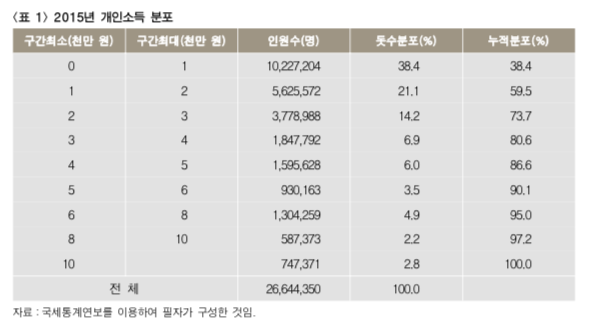 〈표 1〉 2015년 개인소득 분포
구간최소(천만 원) 구간최대(천만 원) 인원수(명) 돗수분포(%) 누적분포(%)
0 1 10,227,204 38.4 38.4
1 2 5,625,572 21.1 59.5
2 3 3,778,988 14.2 73.7
3 4 1,847,792 6.9 80.6
4 5 1,595,628 6.0 86.6
5 6 930,163 3.5 90.1
6 8 1,304,259 4.9 95.0
8 10 587,373 2.2 97.2
10 747,371 2.8 100.0
전 체 26,644,350 100.0
자료 : 국세통계연보를 이용하여 필자가 구성한 것임.